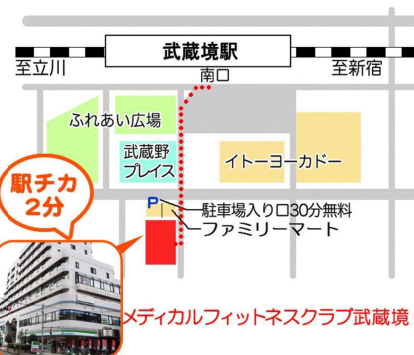 武蔵境駅
南口
至立川
至新宿
ふれあい広場
武蔵野
プレイス
イトーヨーカドー
駅チカ
2分
P
駐車場入り口30分無料
ファミリーマート
メディカルフィットネスクラブ武蔵境